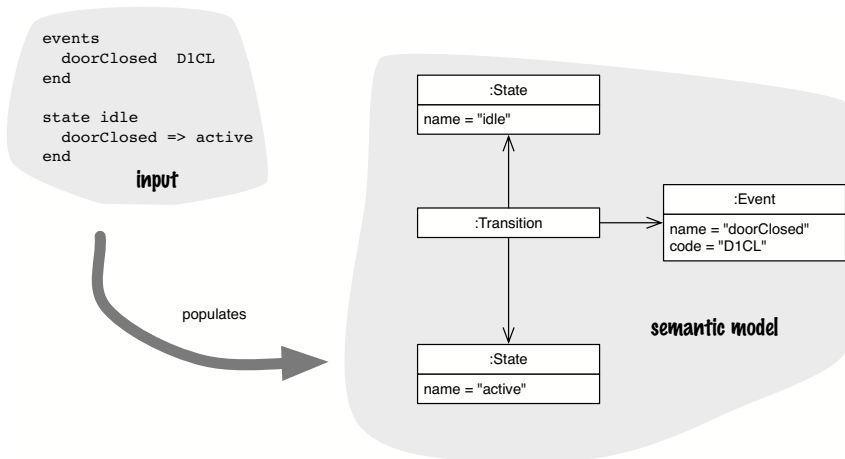 events
  doorClosed  D1CL
end
state idle
  doorClosed => active
end
input
populates
:State
name = "idle"
:Transition
:Event
name = "doorClosed"
code = "D1CL"
semantic model
:State
name = "active"